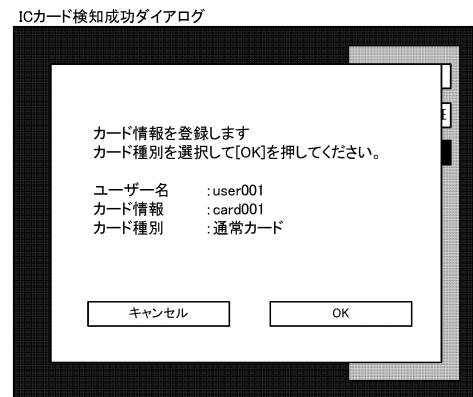 ICカード検知成功ダイアログ
カード情報を登録します
カード種別を選択して[OK]を押してください。
ユーザー名 :user001
カード情報 :card001
カード種別 :通常カード
キャンセル
OK